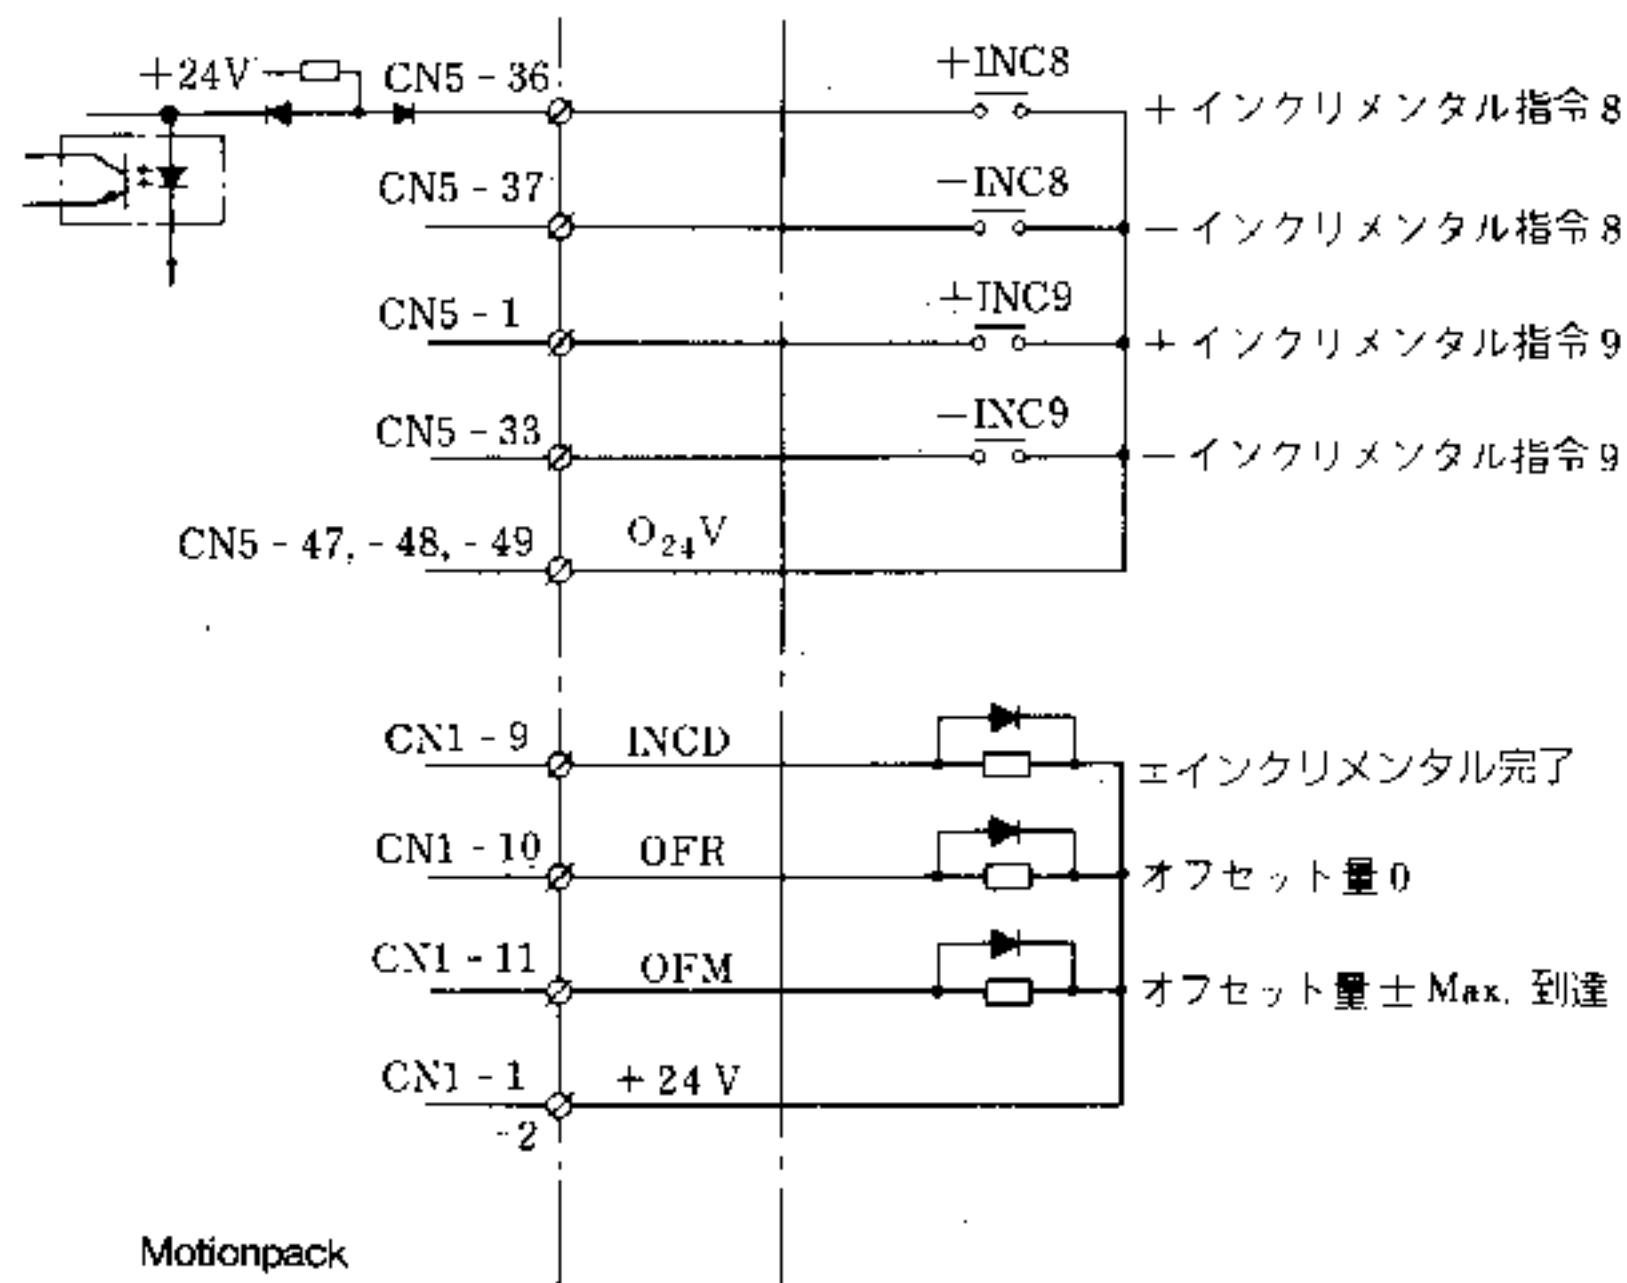 +24V CN5-36 +INC8 +インクリメンタル指令8
CN5-37 -INC8 -インクリメンタル指令8
CN5-1 +INC9 +インクリメンタル指令9
CN5-33 -INC9 -インクリメンタル指令9
CN5-47, -48, -49 O₂₄V
CN1-9 INCD ±インクリメンタル完了
CN1-10 OFR オフセット量0
CN1-11 OFM オフセット量±Max. 到達
CN1-1 +24V
-2
Motionpack